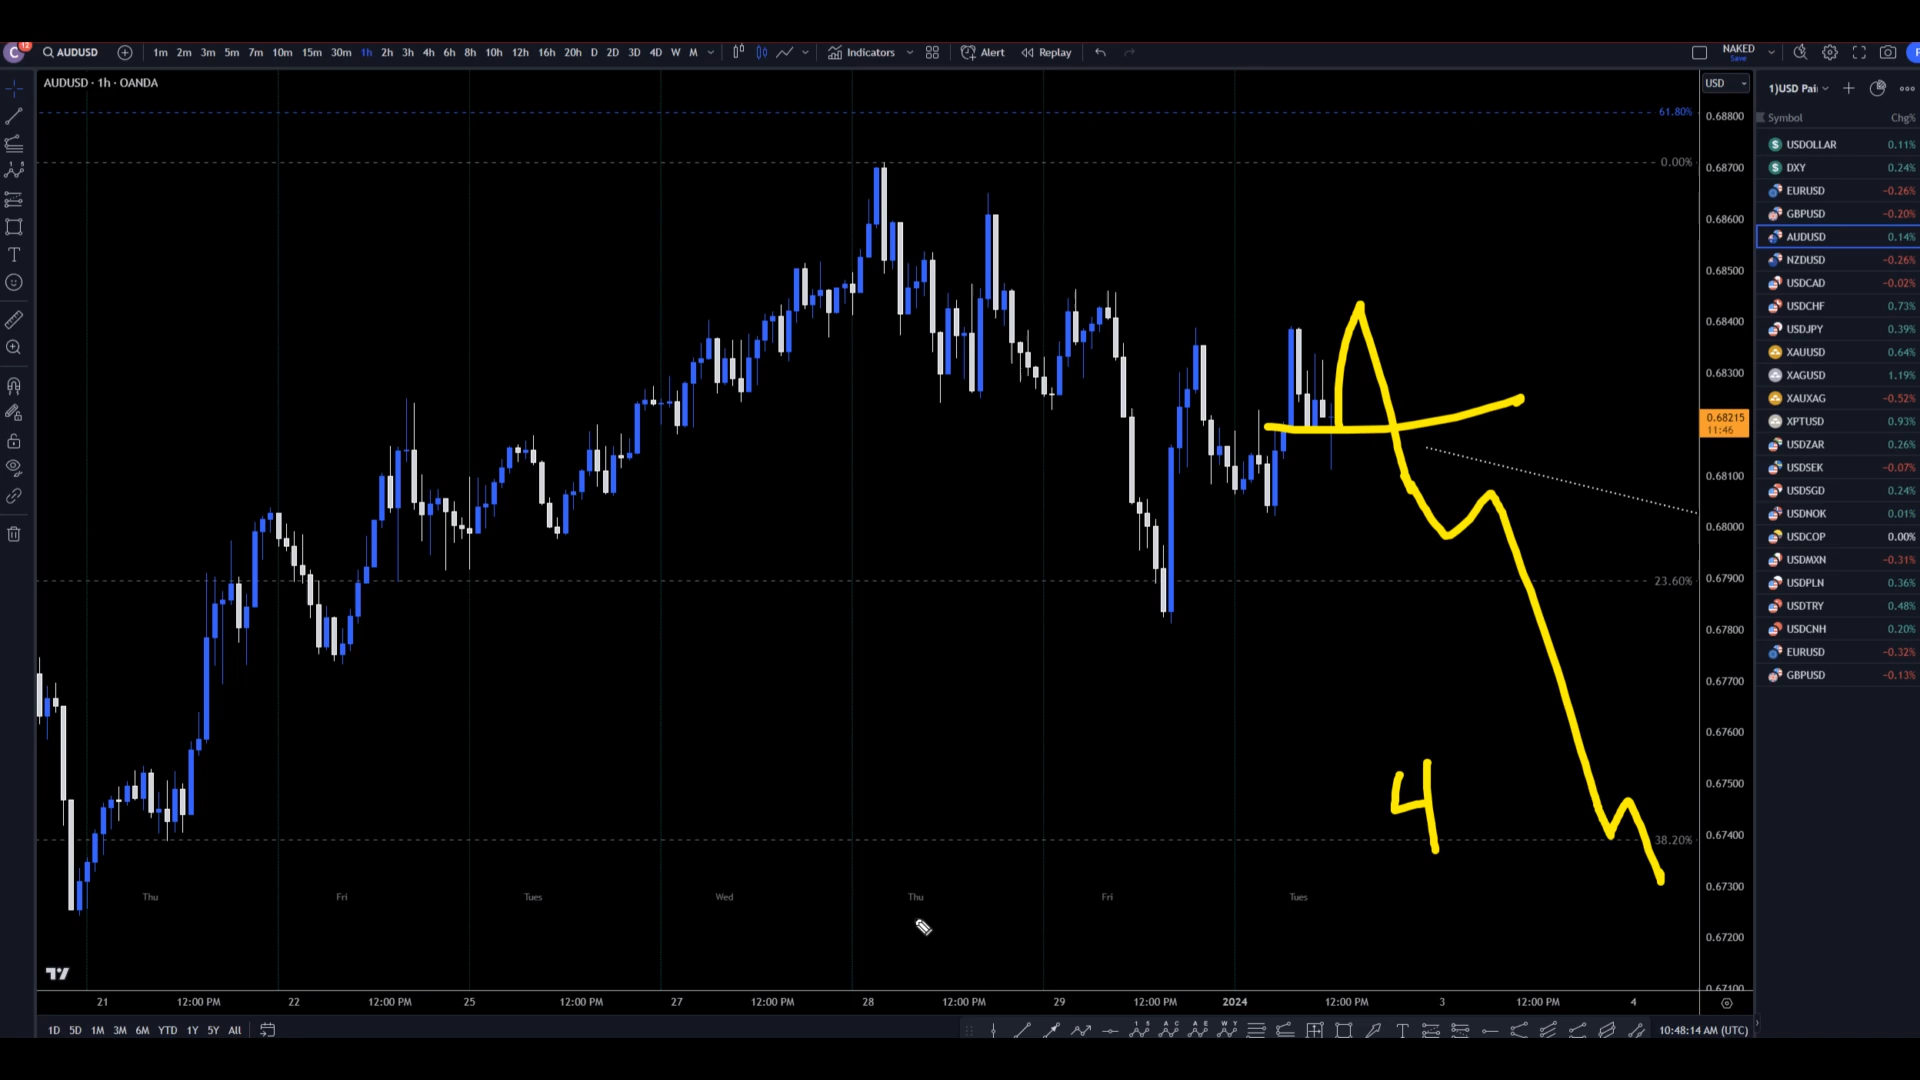 C 12 AUDUSD 1m 2m 3m 5m 7m 10m 15m 30m 1h 2h 3h 4h 6h 8h 10h 12h 16h 20h D 2D 3D 4D W M Indicators Alert Replay NAKED
Save
AUDUSD · 1h · OANDA
USD
1)USD Pai
Symbol Chg%
61.80%
0.00%
23.60%
38.20%
0.68800
0.68700
0.68600
0.68500
0.68400
0.68300
0.68215
11:46
0.68100
0.68000
0.67900
0.67800
0.67700
0.67600
0.67500
0.67400
0.67300
0.67200
0.67100
USDOLLAR 0.11%
DXY 0.24%
EURUSD −0.26%
GBPUSD −0.20%
AUDUSD 0.14%
NZDUSD −0.26%
USDCAD −0.02%
USDCHF 0.73%
USDJPY 0.39%
XAUUSD 0.64%
XAGUSD 1.19%
XAUXAG −0.52%
XPTUSD 0.93%
USDZAR 0.26%
USDSEK −0.07%
USDSGD 0.24%
USDNOK 0.01%
USDCOP 0.00%
USDMXN −0.31%
USDPLN 0.36%
USDTRY 0.48%
USDCNH 0.20%
EURUSD −0.32%
GBPUSD −0.13%
4
Thu Fri Tues Wed Thu Fri Tues
21 12:00 PM 22 12:00 PM 25 12:00 PM 27 12:00 PM 28 12:00 PM 29 12:00 PM 2024 12:00 PM 3 12:00 PM 4
1D 5D 1M 3M 6M YTD 1Y 5Y All
10:48:14 AM (UTC)